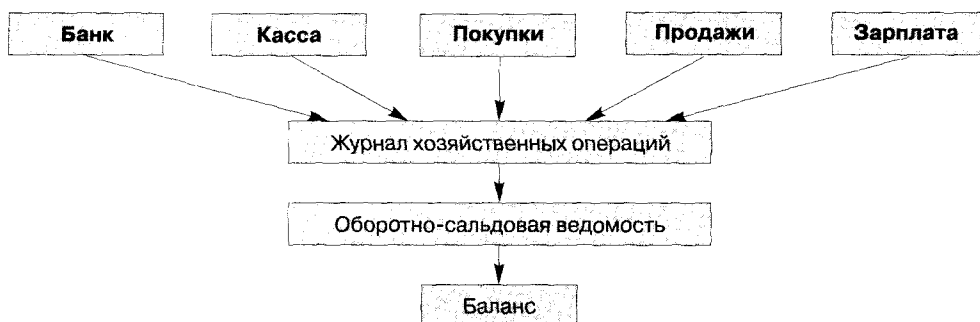 Банк
Касса
Покупки
Продажи
Зарплата
Журнал хозяйственных операций
Оборотно-сальдовая ведомость
Баланс